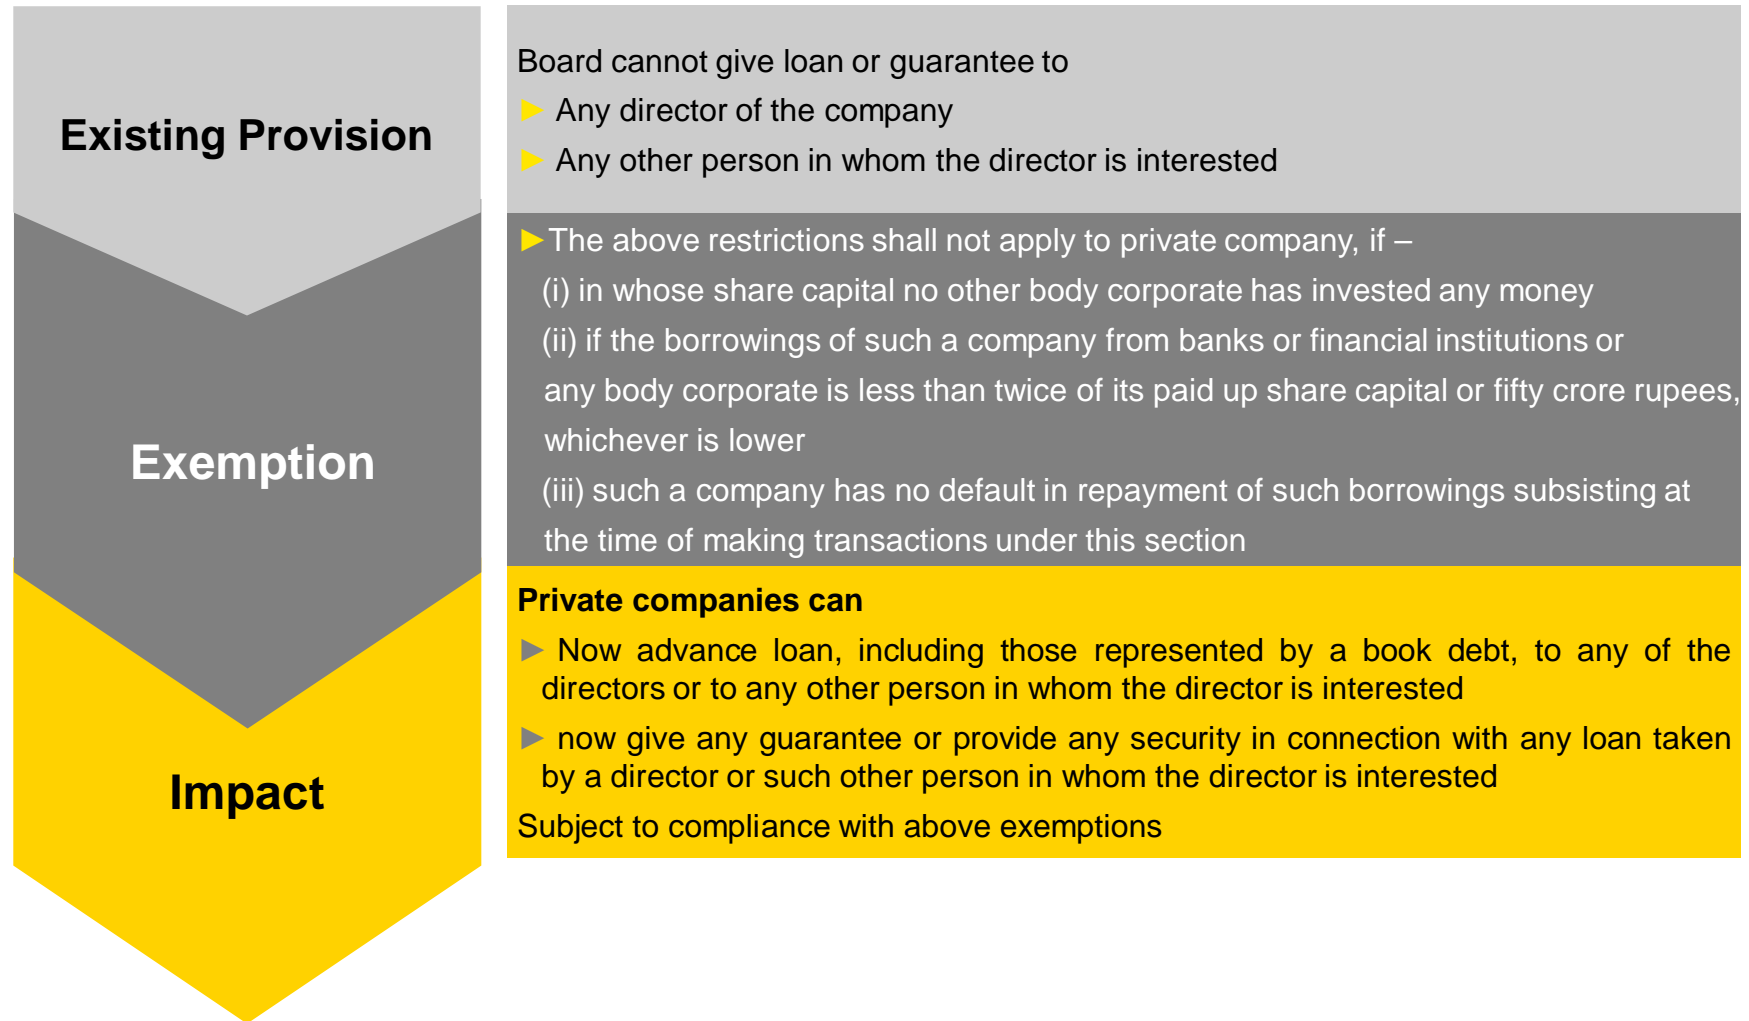 Existing Provision
Board cannot give loan or guarantee to
► Any director of the company
► Any other person in whom the director is interested
Exemption
►The above restrictions shall not apply to private company, if –
(i) in whose share capital no other body corporate has invested any money
(ii) if the borrowings of such a company from banks or financial institutions or
any body corporate is less than twice of its paid up share capital or fifty crore rupees,
whichever is lower
(iii) such a company has no default in repayment of such borrowings subsisting at
the time of making transactions under this section
Impact
Private companies can
► Now advance loan, including those represented by a book debt, to any of the
directors or to any other person in whom the director is interested
► now give any guarantee or provide any security in connection with any loan taken
by a director or such other person in whom the director is interested
Subject to compliance with above exemptions